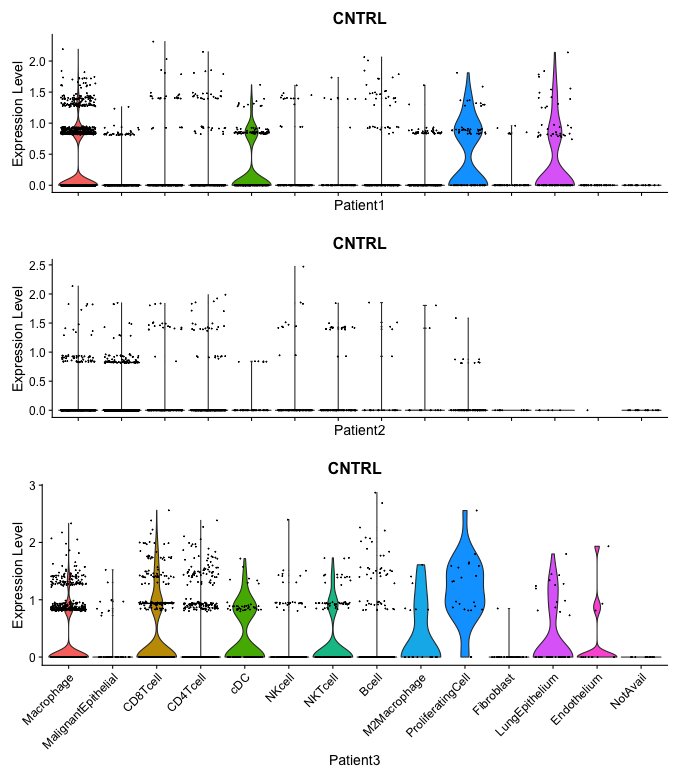 CNTRL
Expression Level
2.0
1.5
1.0
0.5
0.0
Patient1
CNTRL
Expression Level
2.5
2.0
1.5
1.0
0.5
0.0
Patient2
CNTRL
Expression Level
3
2
1
0
Macrophage
MalignantEpithelial
CD8Tcell
CD4Tcell
cDC
NKcell
NKTcell
Bcell
M2Macrophage
ProliferatingCell
Fibroblast
LungEpithelium
Endothelium
NotAvail
Patient3